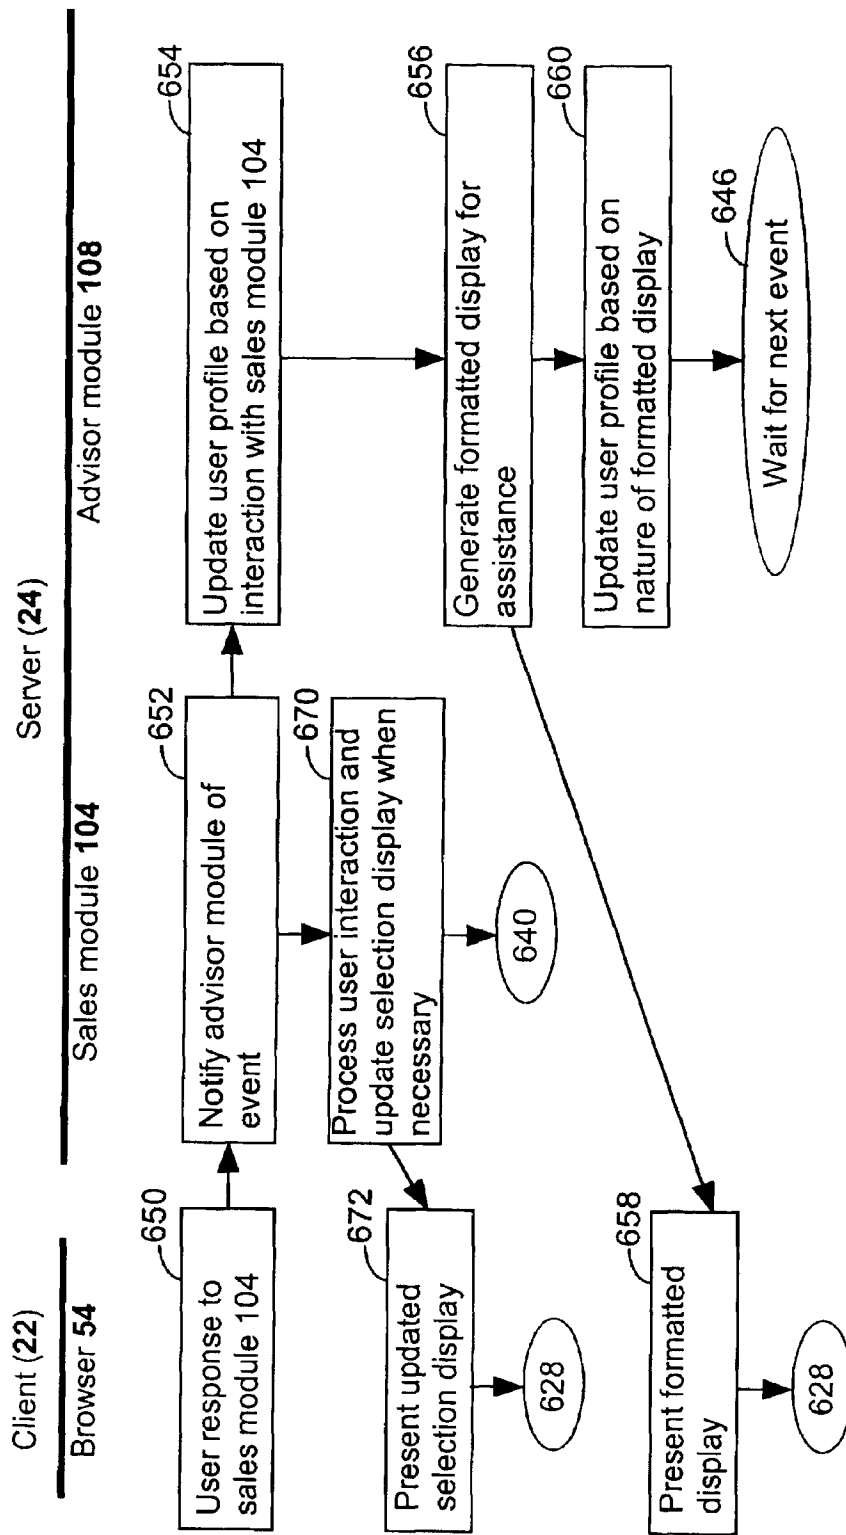 Client (22)
Server (24)
Browser 54
Sales module 104
Advisor module 108
650
User response to
sales module 104
652
Notify advisor module of
event
654
Update user profile based on
interaction with sales module 104
672
Present updated
selection display
628
670
Process user interaction and
update selection display when
necessary
640
656
Generate formatted display for
assistance
658
Present formatted
display
628
660
Update user profile based on
nature of formatted display
646
Wait for next event